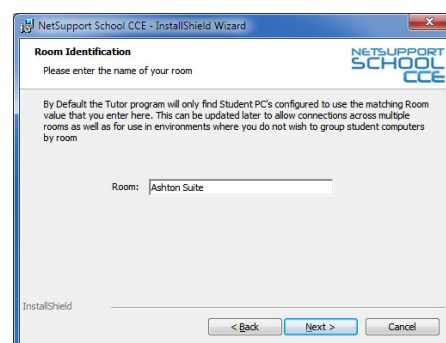 NetSupport School CCE - InstallShield Wizard
Room Identification
Please enter the name of your room
NETSUPPORT
SCHOOL
CCE
By Default the Tutor program will only find Student PC's configured to use the matching Room
value that you enter here. This can be updated later to allow connections across multiple
rooms as well as for use in environments where you do not wish to group student computers
by room
Room: Ashton Suite
InstallShield
< Back Next > Cancel